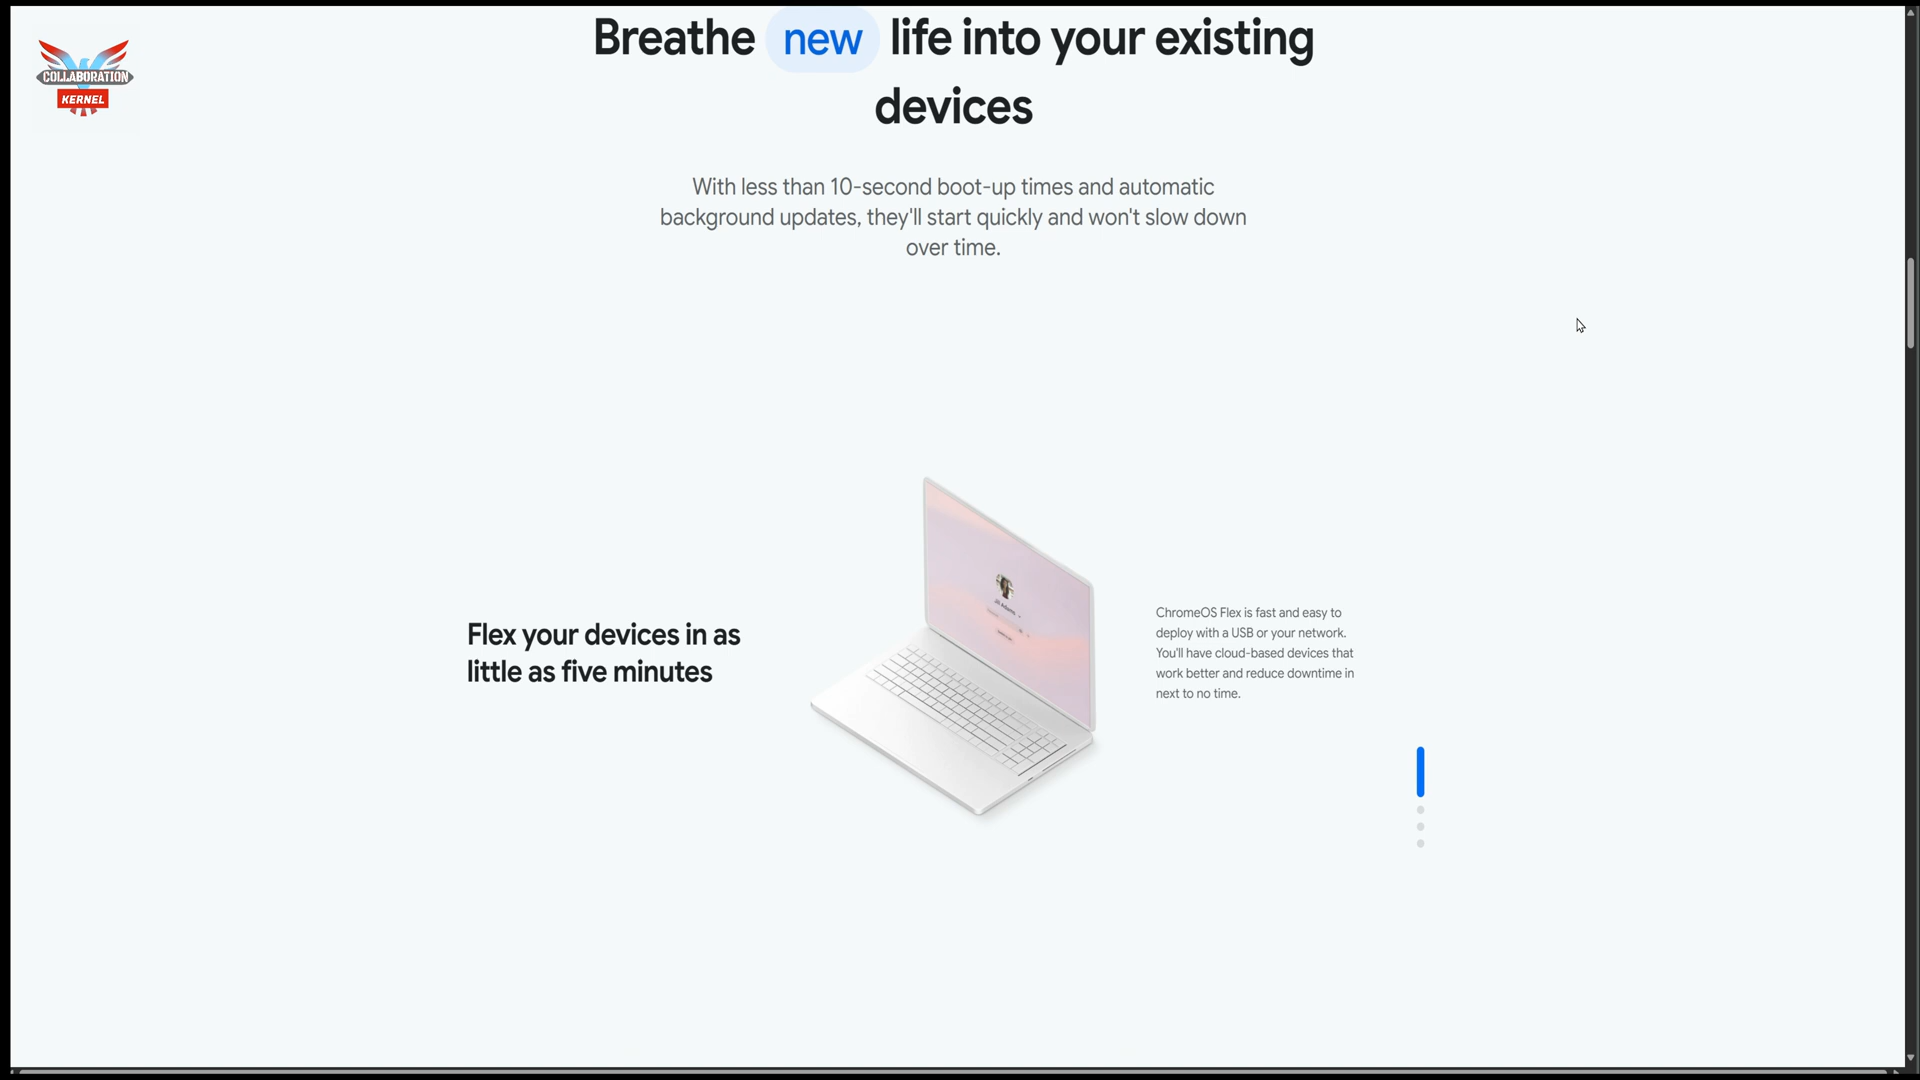 Breathe new life into your existing
devices
COLLABORATION
KERNEL
With less than 10-second boot-up times and automatic
background updates, they'll start quickly and won't slow down
over time.
Flex your devices in as
little as five minutes
Jill Adams
ChromeOS Flex is fast and easy to
deploy with a USB or your network.
You'll have cloud-based devices that
work better and reduce downtime in
next to no time.